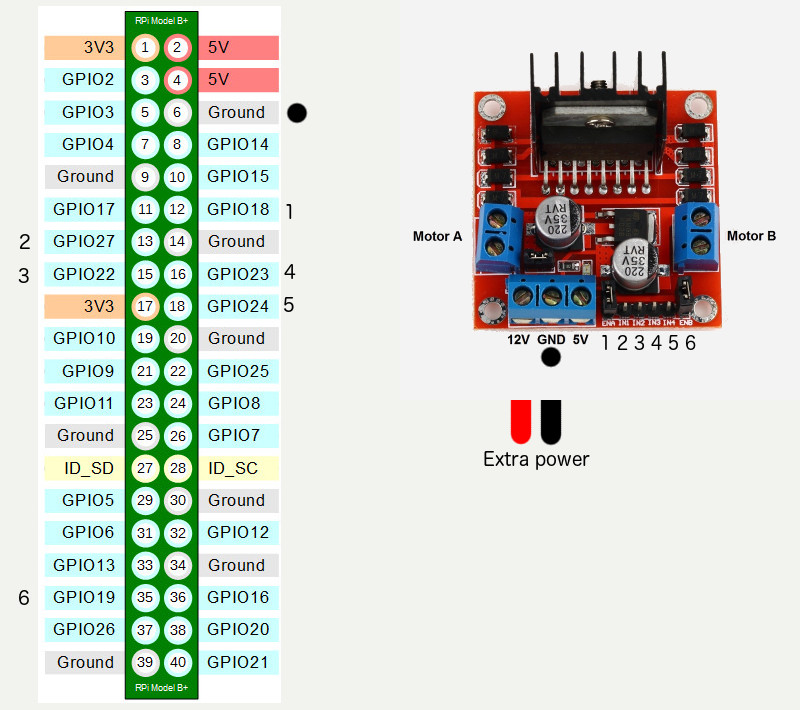 RPi Model B+
3V3 1 2 5V
GPIO2 3 4 5V
GPIO3 5 6 Ground
GPIO4 7 8 GPIO14
Ground 9 10 GPIO15
GPIO17 11 12 GPIO18 1
2 GPIO27 13 14 Ground
3 GPIO22 15 16 GPIO23 4
3V3 17 18 GPIO24 5
GPIO10 19 20 Ground
GPIO9 21 22 GPIO25
GPIO11 23 24 GPIO8
Ground 25 26 GPIO7
ID_SD 27 28 ID_SC
GPIO5 29 30 Ground
GPIO6 31 32 GPIO12
GPIO13 33 34 Ground
6 GPIO19 35 36 GPIO16
GPIO26 37 38 GPIO20
Ground 39 40 GPIO21
RPi Model B+
220
35V
RVT
220
35V
RVT
Motor A
Motor B
ENA IN1 IN2 IN3 IN4 ENB
12V GND 5V
1 2 3 4 5 6
Extra power